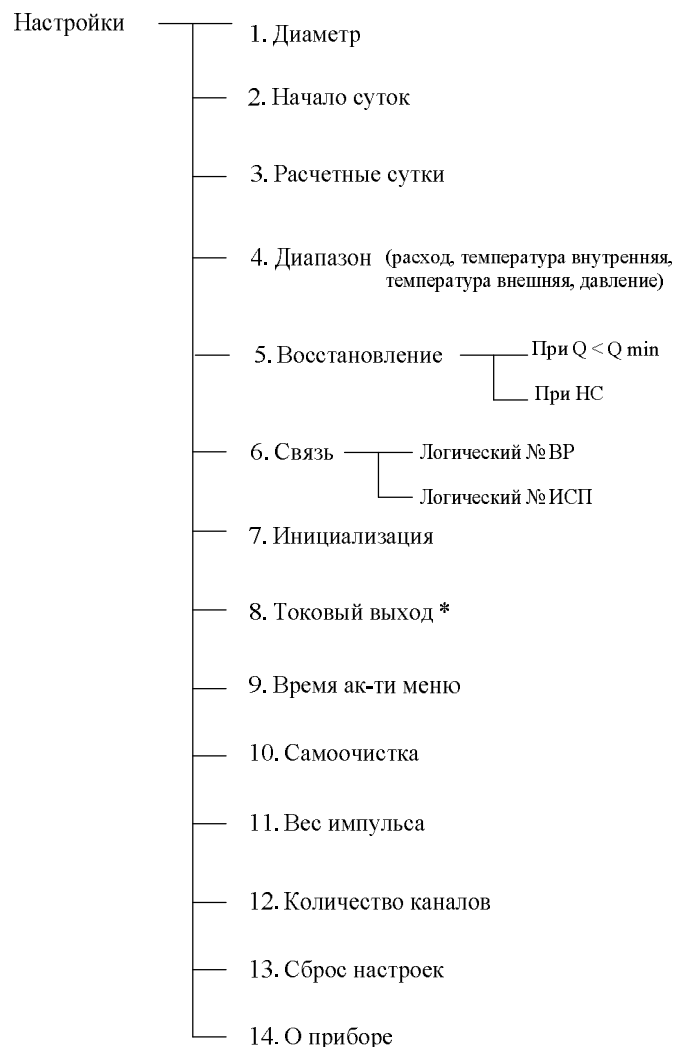 Настройки
1. Диаметр
2. Начало суток
3. Расчетные сутки
4. Диапазон (расход, температура внутренняя,
температура внешняя, давление)
5. Восстановление
При Q < Q min
При НС
6. Связь
Логический № ВР
Логический № ИСП
7. Инициализация
8. Токовый выход *
9. Время ак-ти меню
10. Самоочистка
11. Вес импульса
12. Количество каналов
13. Сброс настроек
14. О приборе